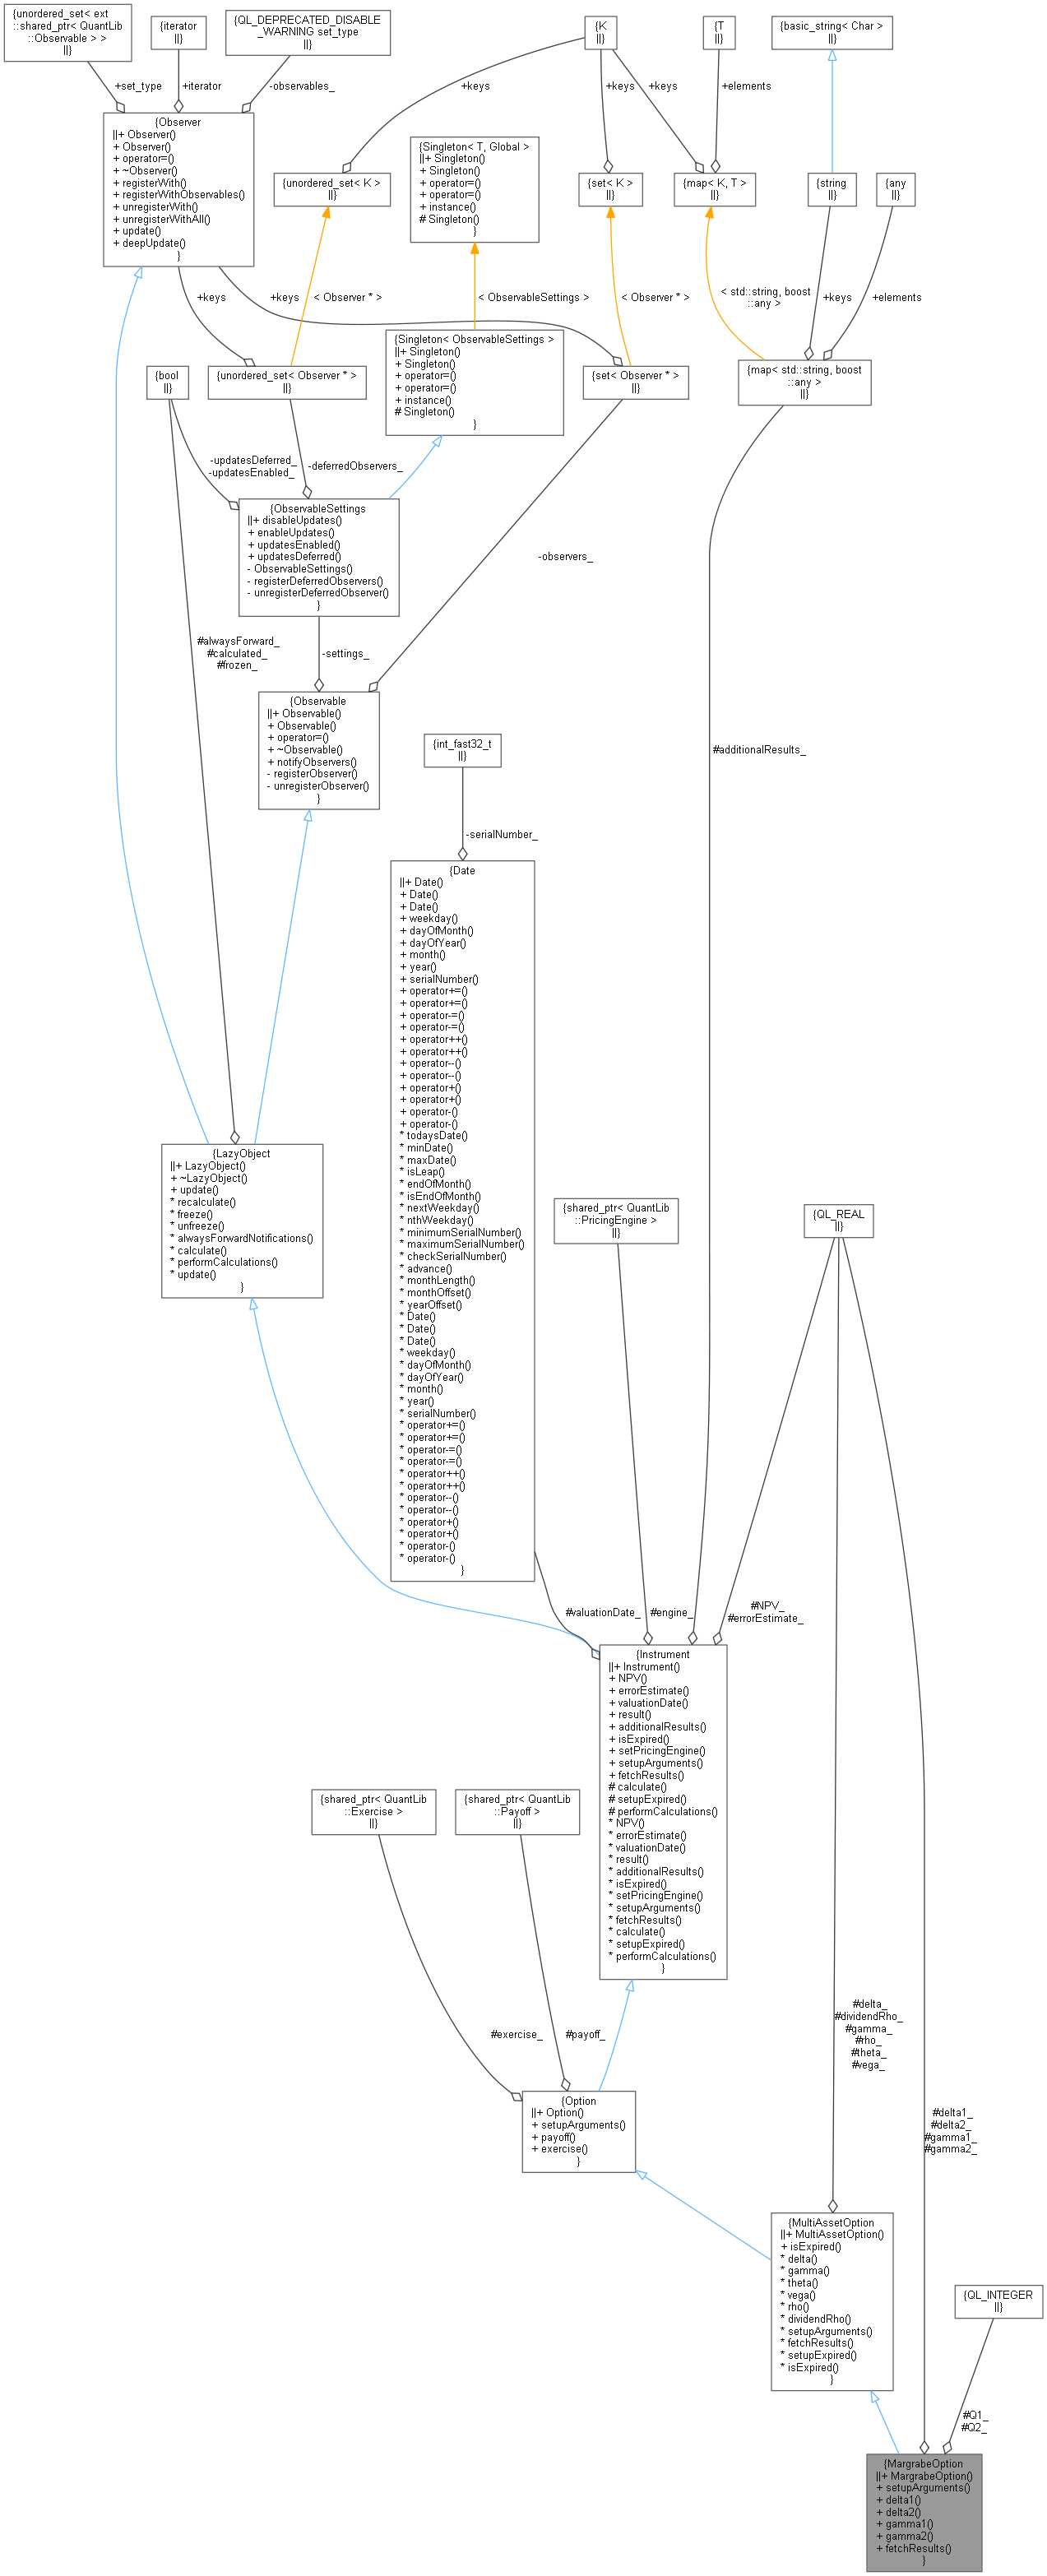 {unordered_set< ext
::shared_ptr< QuantLib
::Observable > >
||}
{iterator
||}
{QL_DEPRECATED_DISABLE
_WARNING set_type
||}
{K
||}
{T
||}
{basic_string< Char >
||}
+set_type
+iterator
-observables_
+keys
+keys
+keys
+elements
{Observer
||+ Observer()
+ Observer()
+ operator=()
+ ~Observer()
+ registerWith()
+ registerWithObservables()
+ unregisterWith()
+ unregisterWithAll()
+ update()
+ deepUpdate()
}
{unordered_set< K >
||}
{Singleton< T, Global >
||+ Singleton()
+ Singleton()
+ operator=()
+ operator=()
+ instance()
# Singleton()
}
{set< K >
||}
{map< K, T >
||}
{string
||}
{any
||}
+keys
+keys
< Observer * >
< ObservableSettings >
< Observer * >
< std::string, boost
::any >
+keys
+elements
{bool
||}
{unordered_set< Observer * >
||}
{Singleton< ObservableSettings >
||+ Singleton()
+ Singleton()
+ operator=()
+ operator=()
+ instance()
# Singleton()
}
{set< Observer * >
||}
{map< std::string, boost
::any >
||}
-updatesDeferred_
-updatesEnabled_
-deferredObservers_
{ObservableSettings
||+ disableUpdates()
+ enableUpdates()
+ updatesEnabled()
+ updatesDeferred()
- ObservableSettings()
- registerDeferredObservers()
- unregisterDeferredObserver()
}
-observers_
#alwaysForward_
#calculated_
#frozen_
-settings_
{Observable
||+ Observable()
+ Observable()
+ operator=()
+ ~Observable()
+ notifyObservers()
- registerObserver()
- unregisterObserver()
}
{int_fast32_t
||}
#additionalResults_
-serialNumber_
{Date
||+ Date()
+ Date()
+ Date()
+ weekday()
+ dayOfMonth()
+ dayOfYear()
+ month()
+ year()
+ serialNumber()
+ operator+=()
+ operator+=()
+ operator-=()
+ operator-=()
+ operator++()
+ operator++()
+ operator--()
+ operator--()
+ operator+()
+ operator+()
+ operator-()
+ operator-()
* todaysDate()
* minDate()
* maxDate()
* isLeap()
* endOfMonth()
* isEndOfMonth()
* nextWeekday()
* nthWeekday()
* minimumSerialNumber()
* maximumSerialNumber()
* checkSerialNumber()
* advance()
* monthLength()
* monthOffset()
* yearOffset()
* Date()
* Date()
* Date()
* weekday()
* dayOfMonth()
* dayOfYear()
* month()
* year()
* serialNumber()
* operator+=()
* operator+=()
* operator-=()
* operator-=()
* operator++()
* operator++()
* operator--()
* operator--()
* operator+()
* operator+()
* operator-()
* operator-()
}
{LazyObject
||+ LazyObject()
+ ~LazyObject()
+ update()
* recalculate()
* freeze()
* unfreeze()
* alwaysForwardNotifications()
* calculate()
* performCalculations()
* update()
}
{shared_ptr< QuantLib
::PricingEngine >
||}
{QL_REAL
||}
#valuationDate_
#engine_
#NPV_
#errorEstimate_
{Instrument
||+ Instrument()
+ NPV()
+ errorEstimate()
+ valuationDate()
+ result()
+ additionalResults()
+ isExpired()
+ setPricingEngine()
+ setupArguments()
+ fetchResults()
# calculate()
# setupExpired()
# performCalculations()
* NPV()
* errorEstimate()
* valuationDate()
* result()
* additionalResults()
* isExpired()
* setPricingEngine()
* setupArguments()
* fetchResults()
* calculate()
* setupExpired()
* performCalculations()
}
{shared_ptr< QuantLib
::Exercise >
||}
{shared_ptr< QuantLib
::Payoff >
||}
#exercise_
#payoff_
#delta_
#dividendRho_
#gamma_
#rho_
#theta_
#vega_
{Option
||+ Option()
+ setupArguments()
+ payoff()
+ exercise()
}
#delta1_
#delta2_
#gamma1_
#gamma2_
{MultiAssetOption
||+ MultiAssetOption()
+ isExpired()
* delta()
* gamma()
* theta()
* vega()
* rho()
* dividendRho()
* setupArguments()
* fetchResults()
* setupExpired()
* isExpired()
}
{QL_INTEGER
||}
#Q1_
#Q2_
{MargrabeOption
||+ MargrabeOption()
+ setupArguments()
+ delta1()
+ delta2()
+ gamma1()
+ gamma2()
+ fetchResults()
}